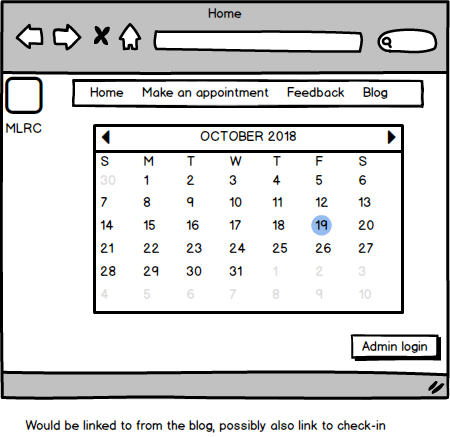 Home
Home Make an appointment Feedback Blog
MLRC
OCTOBER 2018
S M T W T F S
30 1 2 3 4 5 6
7 8 9 10 11 12 13
14 15 16 17 18 19 20
21 22 23 24 25 26 27
28 29 30 31 1 2 3
4 5 6 7 8 9 10
Admin login
Would be linked to from the blog, possibly also link to check-in